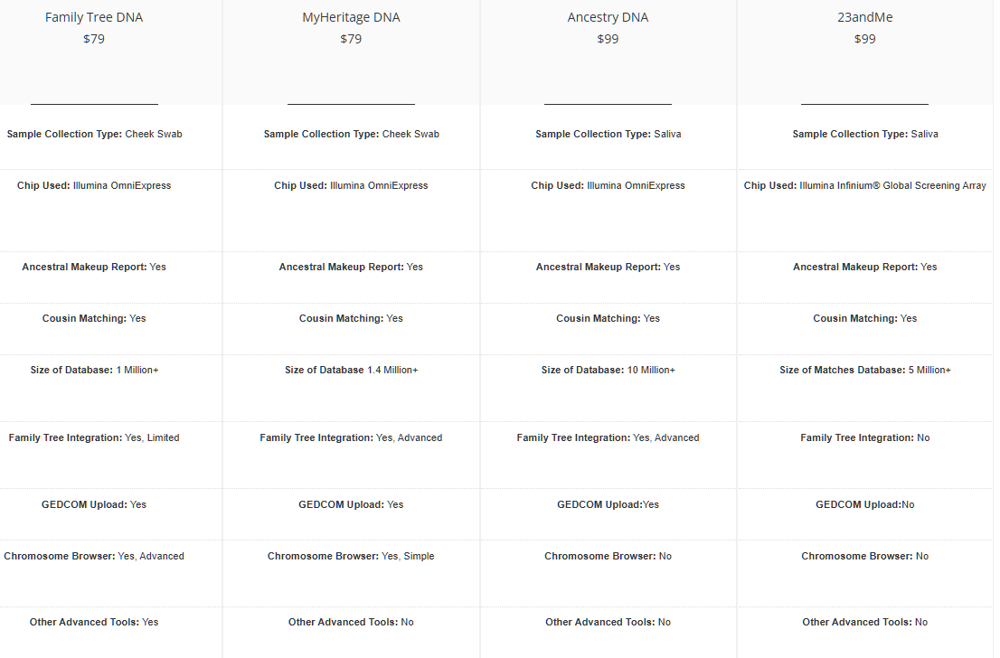 Family Tree DNA
MyHeritage DNA
Ancestry DNA
23andMe
$79
$79
$99
$99
Sample Collection Type: Cheek Swab
Sample Collection Type: Cheek Swab
Sample Collection Type: Saliva
Sample Collection Type: Saliva
Chip Used: Illumina OmniExpress
Chip Used: Illumina OmniExpress
Chip Used: Illumina OmniExpress
Chip Used: Illumina Infinium® Global Screening Array
Ancestral Makeup Report: Yes
Ancestral Makeup Report: Yes
Ancestral Makeup Report: Yes
Ancestral Makeup Report: Yes
Cousin Matching: Yes
Cousin Matching: Yes
Cousin Matching: Yes
Cousin Matching: Yes
Size of Database: 1 Million+
Size of Database 1.4 Million+
Size of Database: 10 Million+
Size of Matches Database: 5 Million+
Family Tree Integration: Yes, Limited
Family Tree Integration: Yes, Advanced
Family Tree Integration: Yes, Advanced
Family Tree Integration: No
GEDCOM Upload: Yes
GEDCOM Upload: Yes
GEDCOM Upload:Yes
GEDCOM Upload:No
Chromosome Browser: Yes, Advanced
Chromosome Browser: Yes, Simple
Chromosome Browser: No
Chromosome Browser: No
Other Advanced Tools: Yes
Other Advanced Tools: No
Other Advanced Tools: No
Other Advanced Tools: No